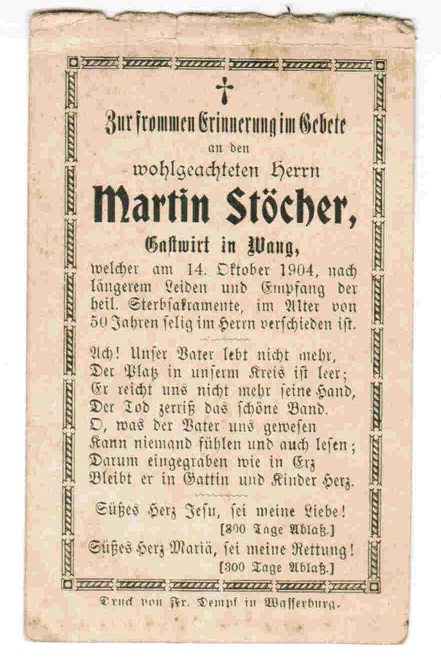 Zur frommen Erinnerung im Gebete
an den
wohlgeachteten Herrn
Martin Stöcher,
Gastwirt in Wang,
welcher am 14. Oktober 1904, nach
längerem Leiden und Empfang der
heil. Sterbsakramente, im Alter von
50 Jahren selig im Herrn verschieden ist.
Ach! Unser Vater lebt nicht mehr,
Der Platz in unserm Kreis ist leer;
Er reicht uns nicht mehr seine Hand,
Der Tod zerriß das schöne Band.
O, was der Vater uns gewesen
Kann niemand fühlen und auch lesen;
Darum eingegraben wie in Erz
Bleibt er in Gattin und Kinder Herz.
Süßes Herz Jesu, sei meine Liebe!
[300 Tage Ablaß.]
Süßes Herz Mariä, sei meine Rettung!
[300 Tage Ablaß.]
Druck von Fr. Dempf in Wasserburg.